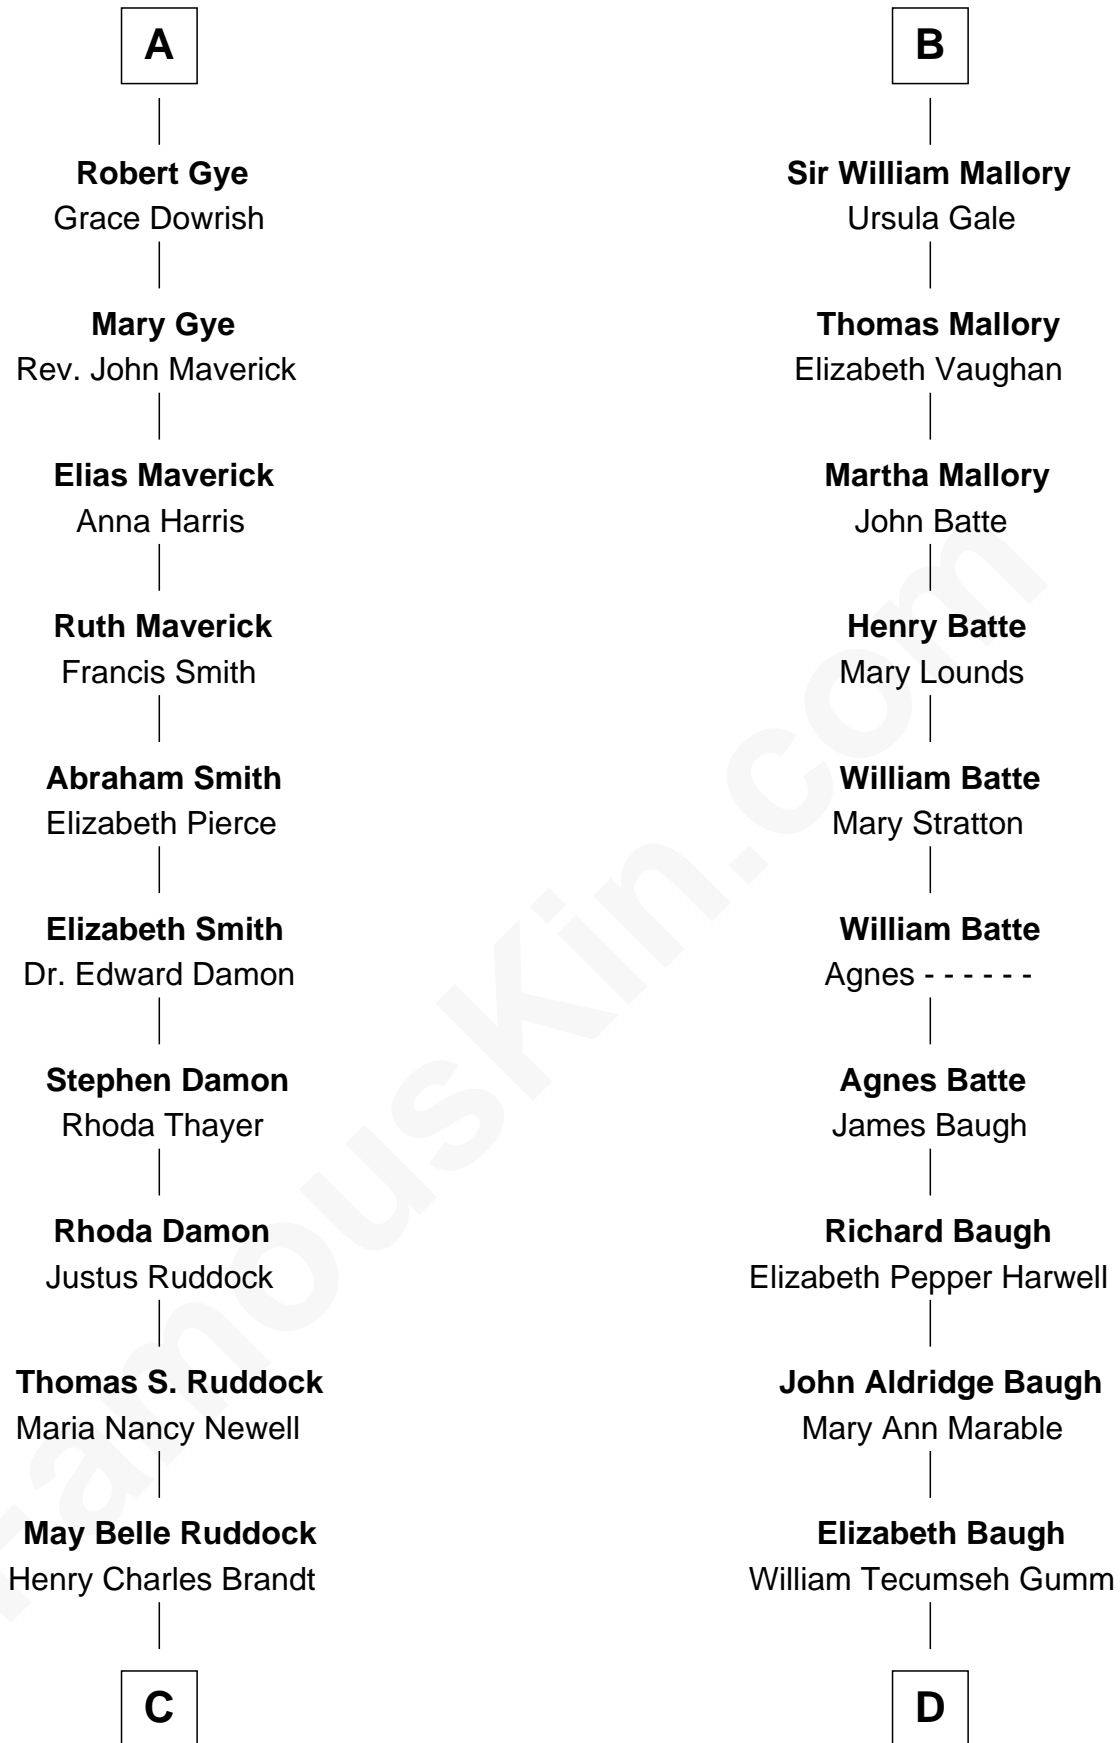 A
B
Robert Gye
Grace Dowrish
Sir William Mallory
Ursula Gale
Mary Gye
Rev. John Maverick
Thomas Mallory
Elizabeth Vaughan
Elias Maverick
Anna Harris
Martha Mallory
John Batte
Ruth Maverick
Francis Smith
Henry Batte
Mary Lounds
Abraham Smith
Elizabeth Pierce
William Batte
Mary Stratton
Elizabeth Smith
Dr. Edward Damon
William Batte
Agnes - - - - - -
Stephen Damon
Rhoda Thayer
Agnes Batte
James Baugh
Rhoda Damon
Justus Ruddock
Richard Baugh
Elizabeth Pepper Harwell
Thomas S. Ruddock
Maria Nancy Newell
John Aldridge Baugh
Mary Ann Marable
May Belle Ruddock
Henry Charles Brandt
Elizabeth Baugh
William Tecumseh Gumm
C
D
FamousKin.com